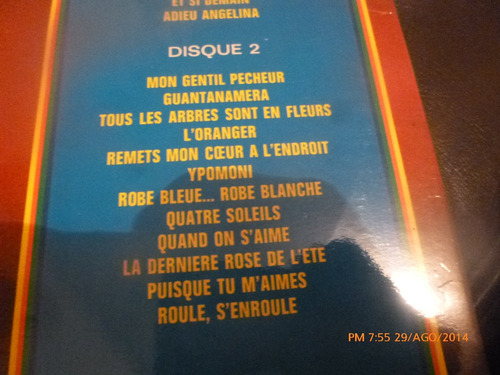 ET SI DEMAIN
ADIEU ANGELINA
DISQUE 2
MON GENTIL PECHEUR
GUANTANAMERA
TOUS LES ARBRES SONT EN FLEURS
L'ORANGER
REMETS MON CŒUR A L'ENDROIT
YPOMONI
ROBE BLEUE... ROBE BLANCHE
QUATRE SOLEILS
QUAND ON S'AIME
LA DERNIERE ROSE DE L'ETE
PUISQUE TU M'AIMES
ROULE, S'ENROULE
PM 7:55 29/AGO/2014